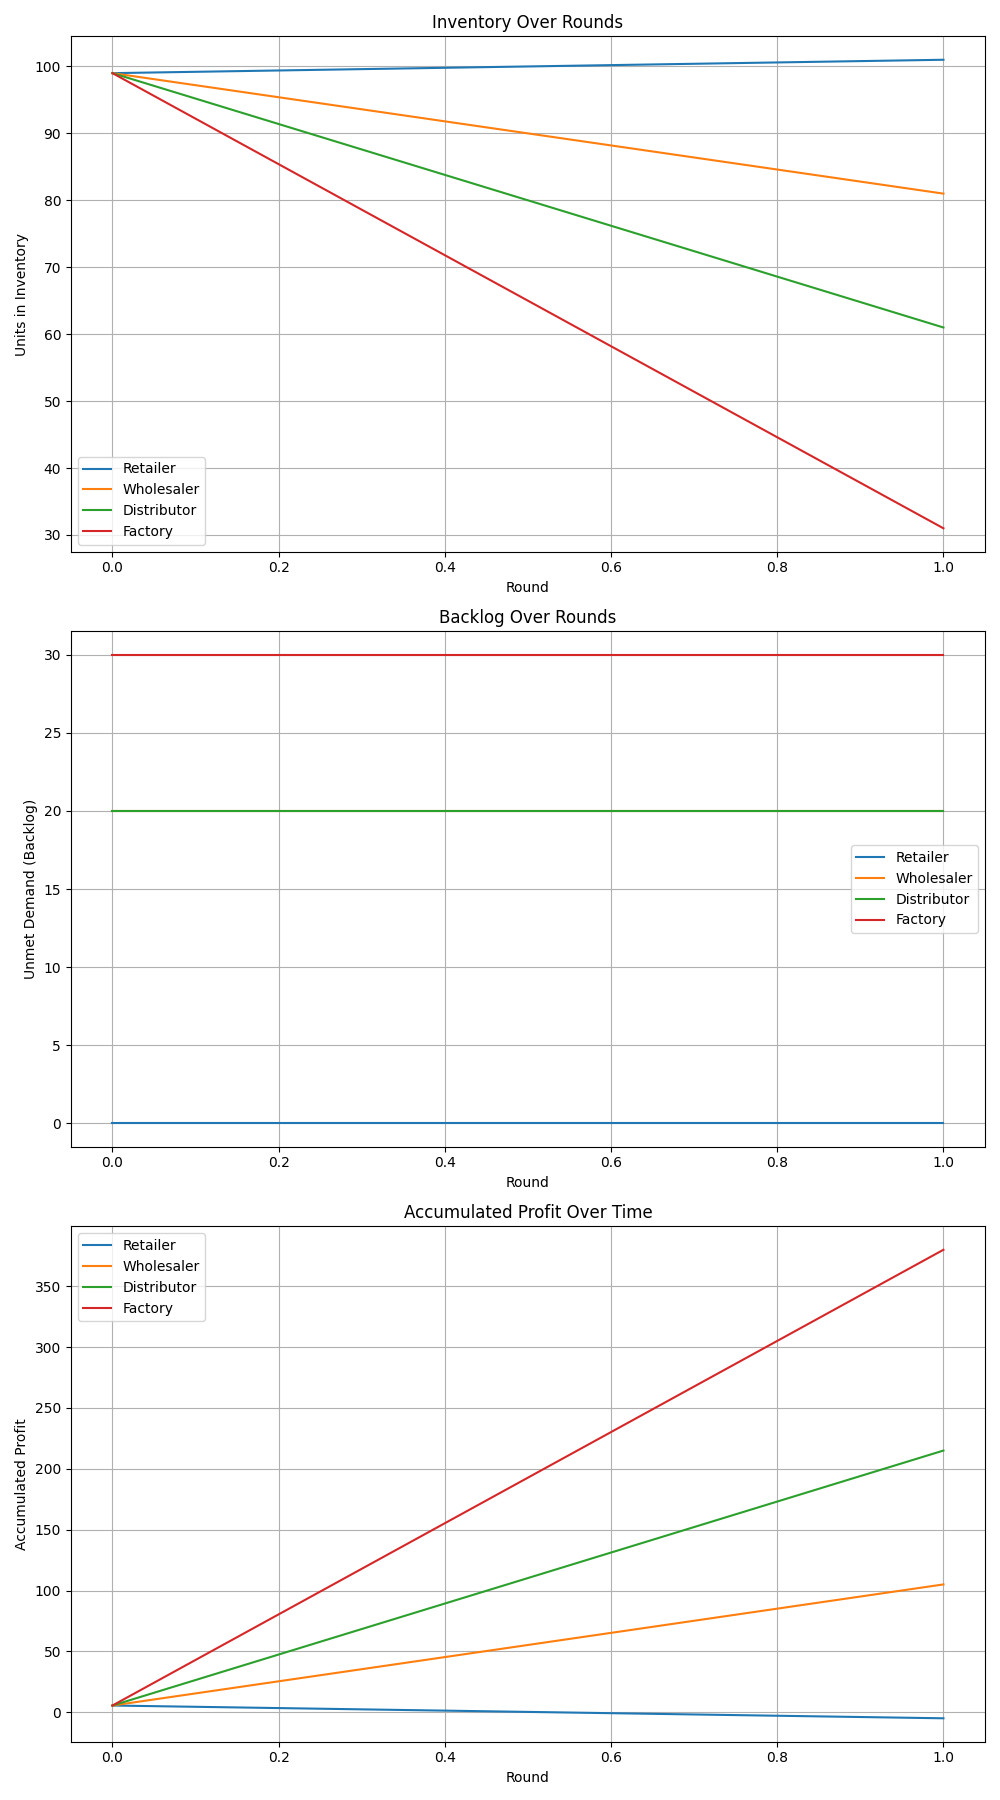 Inventory Over Rounds
Units in Inventory
100
90
80
70
60
50
40
30
Retailer
Wholesaler
Distributor
Factory
0.0 0.2 0.4 0.6 0.8 1.0
Round
Backlog Over Rounds
Unmet Demand (Backlog)
30
25
20
15
10
5
0
Retailer
Wholesaler
Distributor
Factory
0.0 0.2 0.4 0.6 0.8 1.0
Round
Accumulated Profit Over Time
Accumulated Profit
Retailer
Wholesaler
Distributor
Factory
350
300
250
200
150
100
50
0
0.0 0.2 0.4 0.6 0.8 1.0
Round